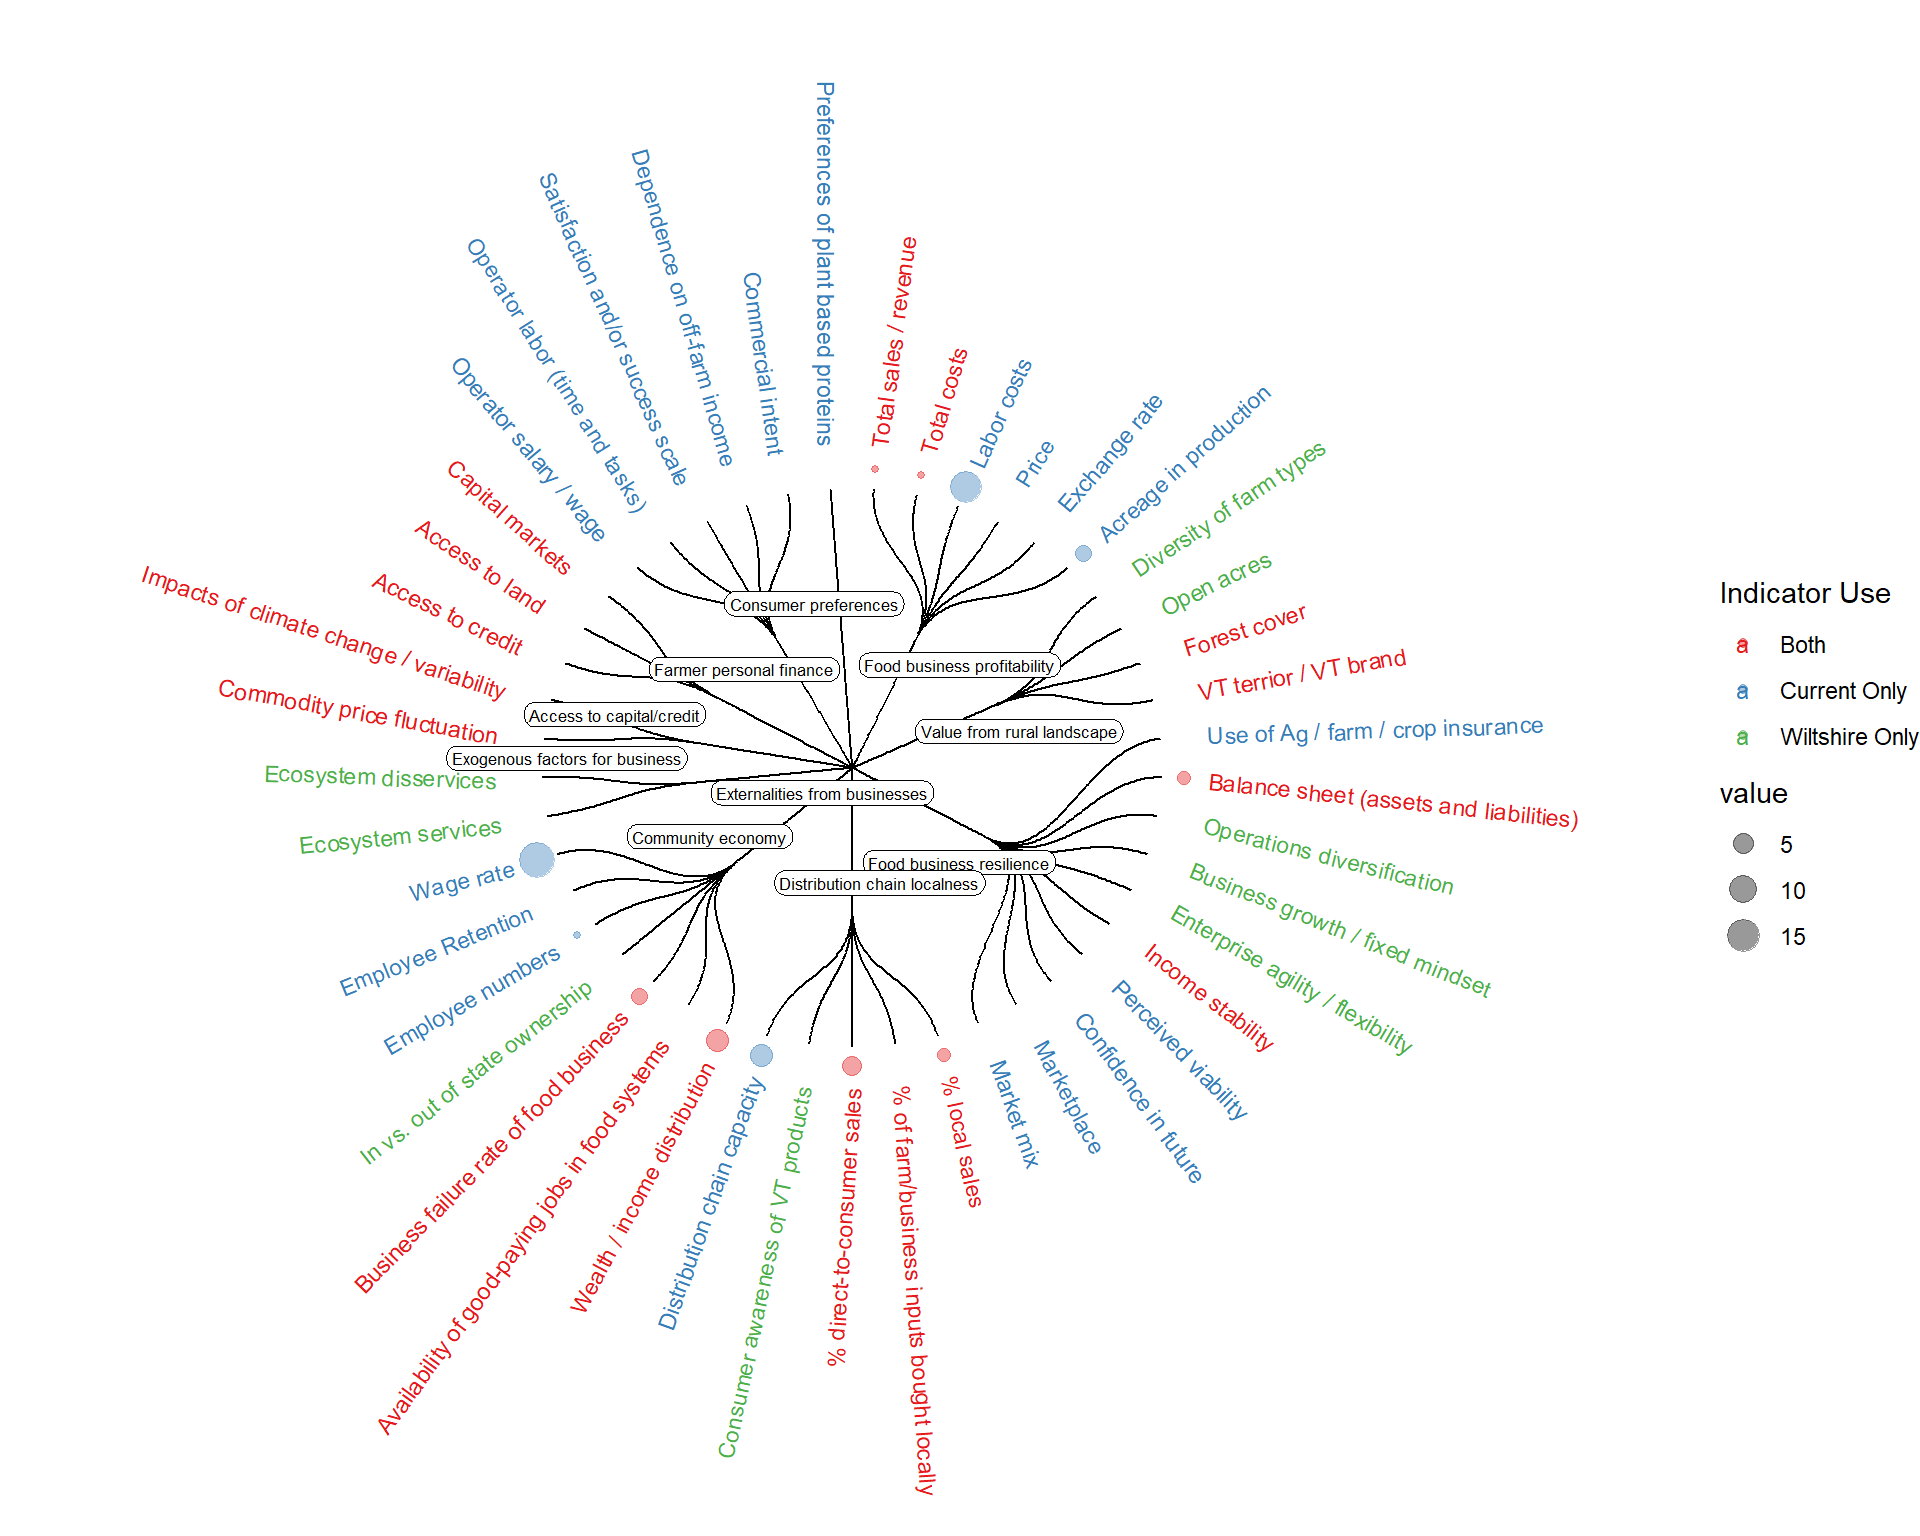 Preferences of plant based proteins
Total sales / revenue
Total costs
Labor costs
Price
Exchange rate
Acreage in production
Diversity of farm types
Open acres
Forest cover
VT terrior / VT brand
Use of Ag / farm / crop insurance
Balance sheet (assets and liabilities)
Operations diversification
Business growth / fixed mindset
Enterprise agility / flexibility
Income stability
Perceived viability
Confidence in future
Marketplace
Market mix
% local sales
% of farm/business inputs bought locally
% direct-to-consumer sales
Consumer awareness of VT products
Distribution chain capacity
Wealth / income distribution
Availability of good-paying jobs in food systems
Business failure rate of food business
In vs. out of state ownership
Employee numbers
Employee Retention
Wage rate
Ecosystem services
Ecosystem disservices
Commodity price fluctuation
Impacts of climate change / variability
Access to credit
Access to land
Capital markets
Operator salary / wage
Operator labor (time and tasks)
Satisfaction and/or success scale
Dependence on off-farm income
Commercial intent
Consumer preferences
Food business profitability
Farmer personal finance
Access to capital/credit
Value from rural landscape
Exogenous factors for business
Externalities from businesses
Community economy
Food business resilience
Distribution chain localness
Indicator Use
a Both
a Current Only
a Wiltshire Only
value
5
10
15